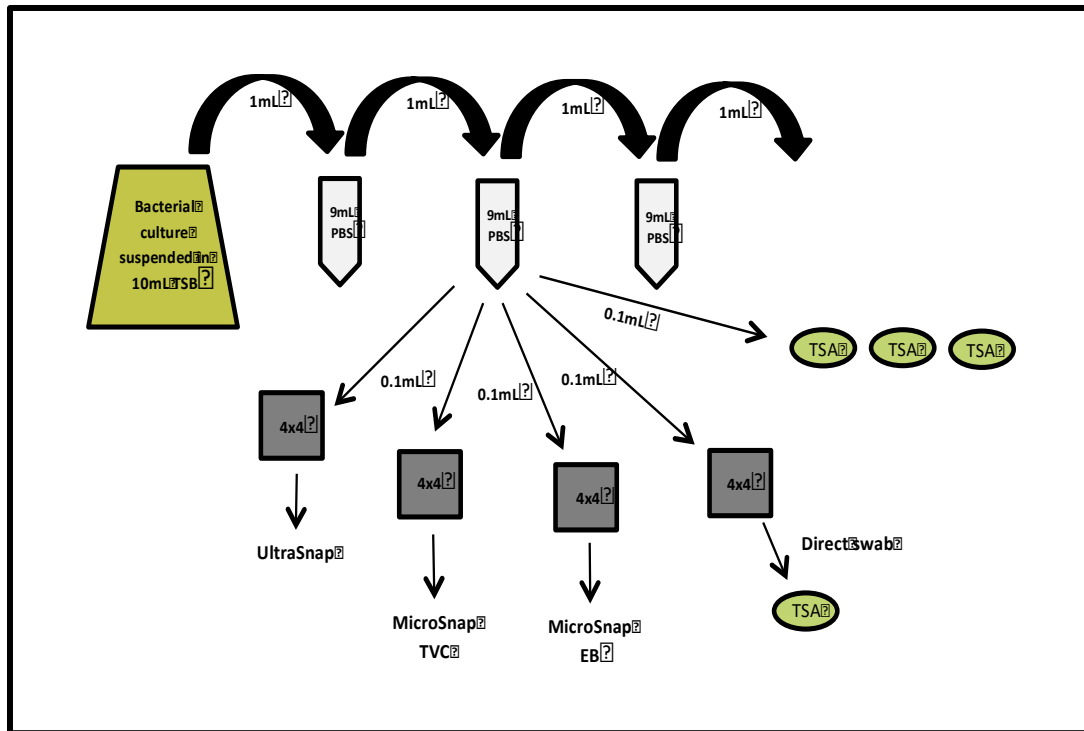 1mL⍰
1mL⍰
1mL⍰
1mL⍰
Bacterial⍰
culture⍰
suspended⍰in⍰
10mL⍰TSB⍰
9mL⍰
PBS⍰
9mL⍰
PBS⍰
9mL⍰
PBS⍰
0.1mL⍰
TSA⍰
TSA⍰
TSA⍰
0.1mL⍰
0.1mL⍰
0.1mL⍰
4x4⍰
4x4⍰
4x4⍰
4x4⍰
UltraSnap⍰
Direct⍰swab⍰
TSA⍰
MicroSnap⍰
TVC⍰
MicroSnap⍰
EB⍰